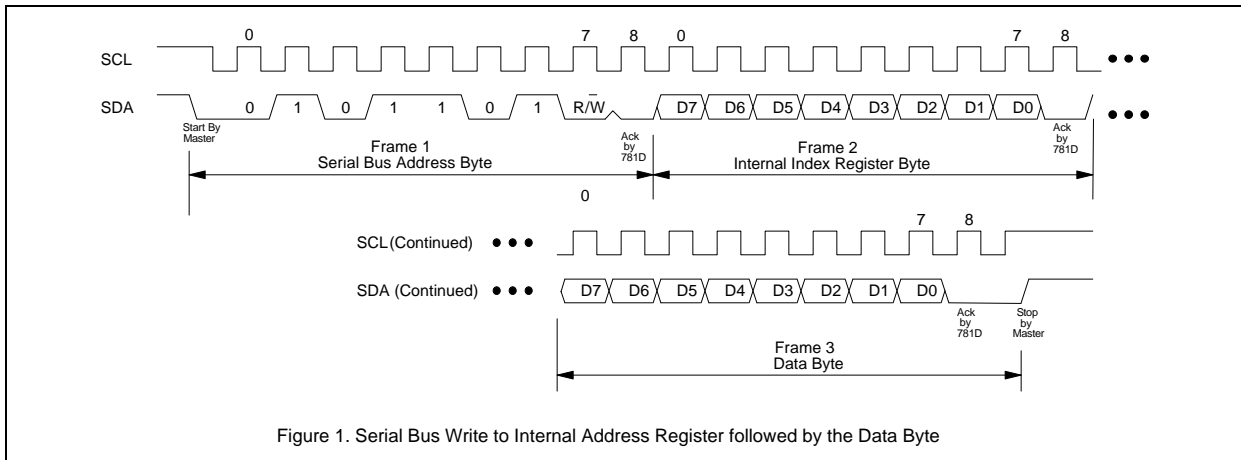 0 7 8 0 7 8
SCL
SDA 0 1 0 1 1 0 1 R/W̅ D7 D6 D5 D4 D3 D2 D1 D0
Start By
Master
Ack
by
781D
Ack
by
781D
Frame 1
Serial Bus Address Byte
Frame 2
Internal Index Register Byte
0
7 8
SCL (Continued)
SDA (Continued) D7 D6 D5 D4 D3 D2 D1 D0
Ack
by
781D
Stop
by
Master
Frame 3
Data Byte
Figure 1. Serial Bus Write to Internal Address Register followed by the Data Byte